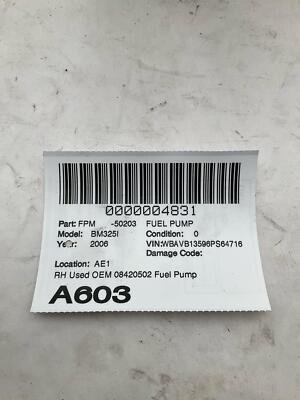 0000004831
Part: FPM -50203 FUEL PUMP
Model: BM325I Condition: 0
Year: 2006 VIN:WBAVB13596PS64716
Damage Code:
Location: AE1
RH Used OEM 08420502 Fuel Pump
A603